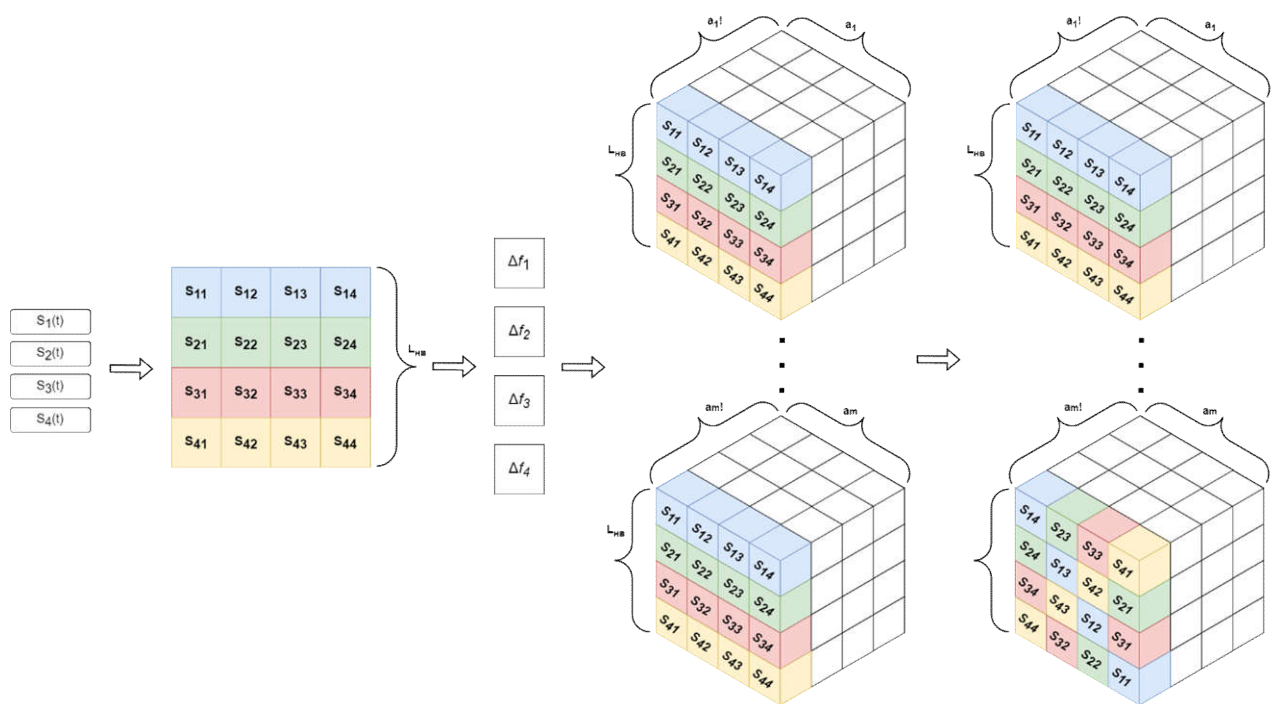 S1(t)
S2(t)
S3(t)
S4(t)
S11 S12 S13 S14
S21 S22 S23 S24
S31 S32 S33 S34
S41 S42 S43 S44
LHB
Δf1
Δf2
Δf3
Δf4
a1! a1
LHB
S11 S12 S13 S14
S21 S22 S23 S24
S31 S32 S33 S34
S41 S42 S43 S44
am! am
LHB
S11 S12 S13 S14
S21 S22 S23 S24
S31 S32 S33 S34
S41 S42 S43 S44
a1! a1
LHB
S11 S12 S13 S14
S21 S22 S23 S24
S31 S32 S33 S34
S41 S42 S43 S44
am! am
S14 S23 S33 S41
S24 S13 S42 S21
S34 S43 S12 S31
S44 S32 S22 S11